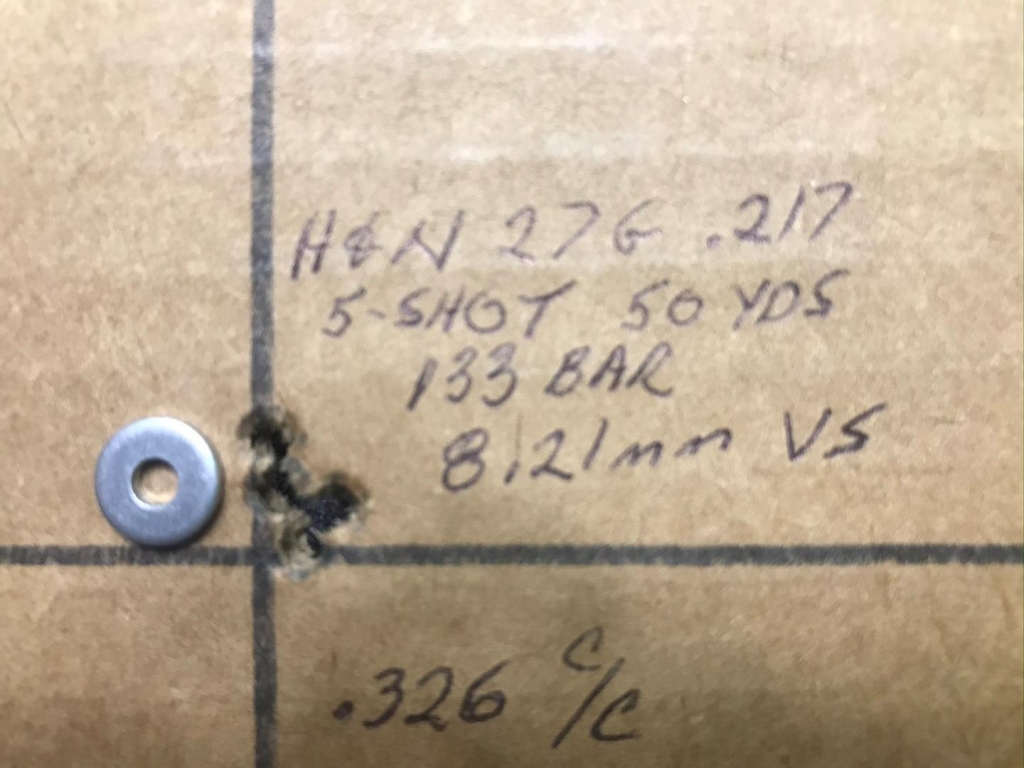 H&N 27G .217
5-SHOT 50 YDS
133 BAR
8.21mm VS
.326 C/C